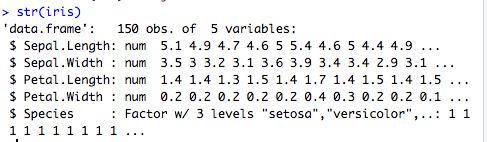 > str(iris)
'data.frame':   150 obs. of  5 variables:
 $ Sepal.Length: num  5.1 4.9 4.7 4.6 5 5.4 4.6 5 4.4 4.9 ...
 $ Sepal.Width : num  3.5 3 3.2 3.1 3.6 3.9 3.4 3.4 2.9 3.1 ...
 $ Petal.Length: num  1.4 1.4 1.3 1.5 1.4 1.7 1.4 1.5 1.4 1.5 ...
 $ Petal.Width : num  0.2 0.2 0.2 0.2 0.2 0.4 0.3 0.2 0.2 0.1 ...
 $ Species     : Factor w/ 3 levels "setosa","versicolor",..: 1 1
 1 1 1 1 1 1 1 1 ...